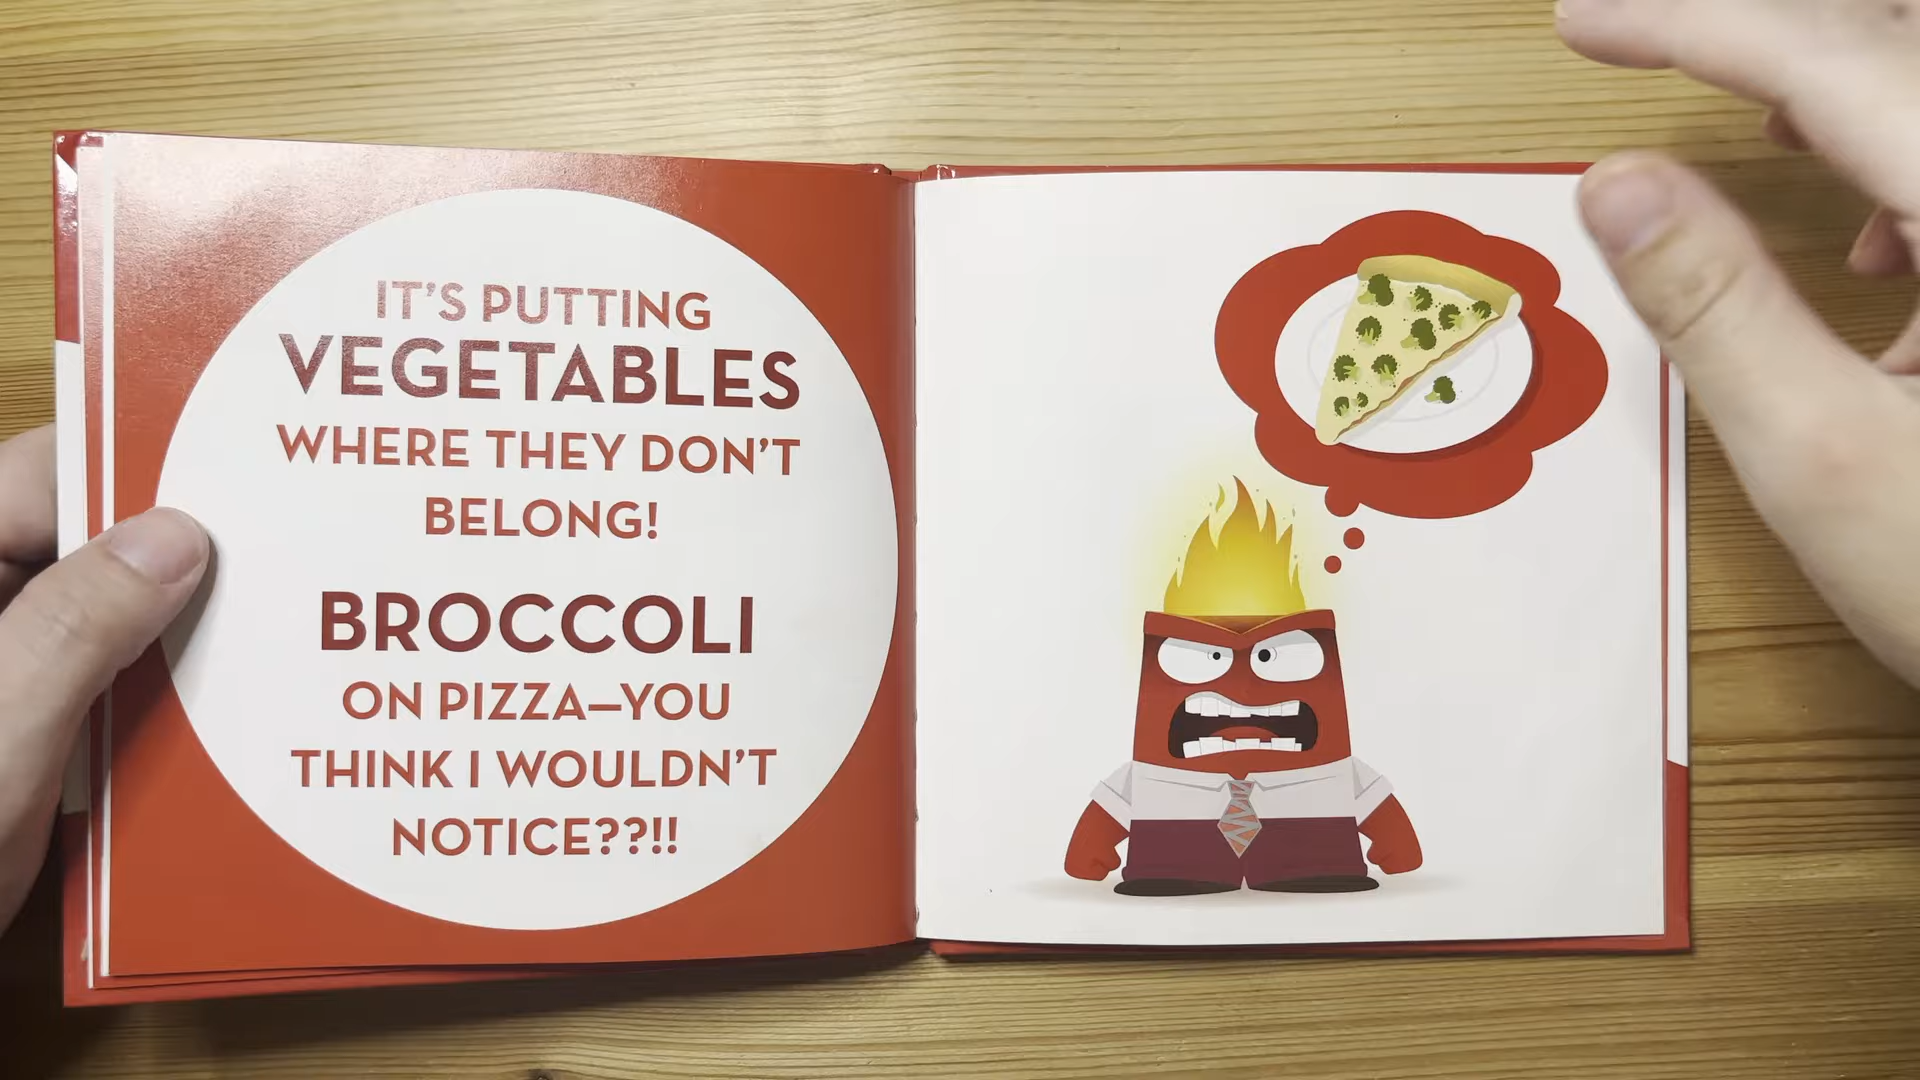 IT'S PUTTING
VEGETABLES
WHERE THEY DON'T
BELONG!
BROCCOLI
ON PIZZA—YOU
THINK I WOULDN'T
NOTICE??!!